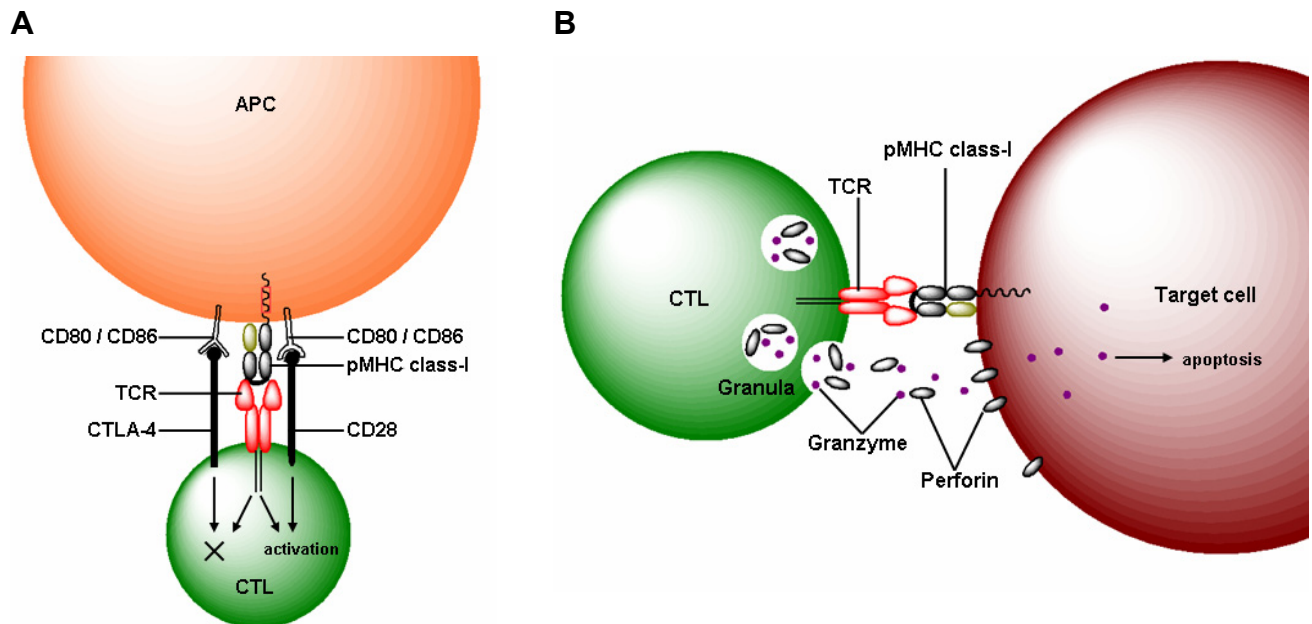 A
APC
CD80 / CD86
CD80 / CD86
pMHC class-I
TCR
CTLA-4
CD28
activation
CTL
B
pMHC class-I
TCR
CTL
Target cell
apoptosis
Granula
Granzyme
Perforin